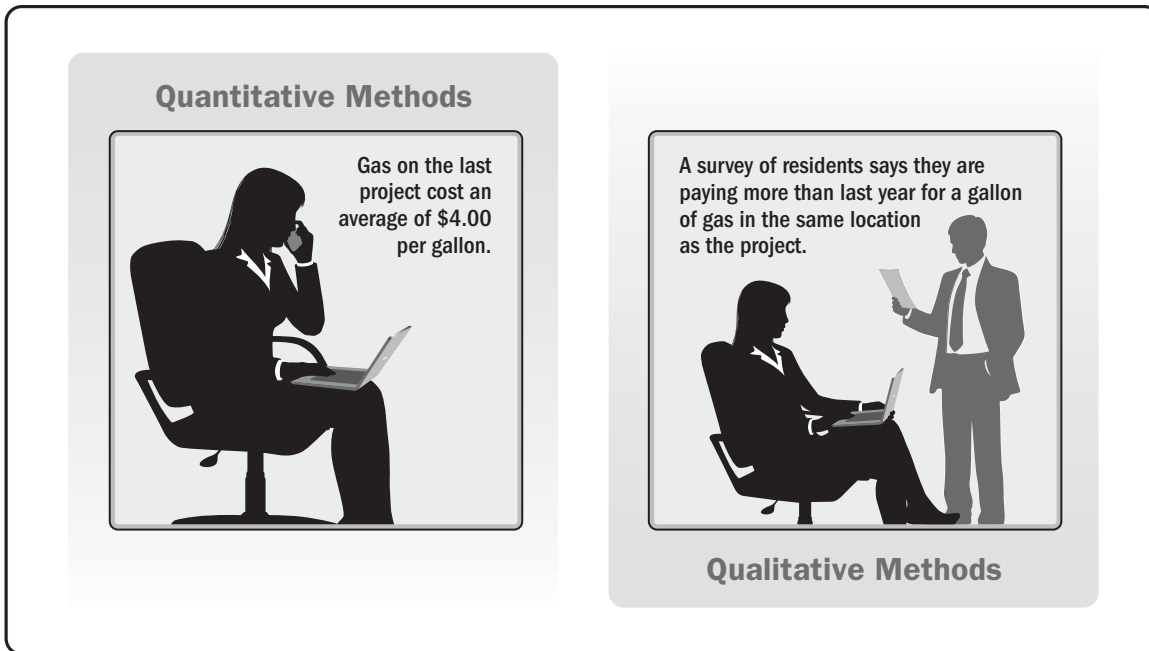 Quantitative Methods
Gas on the last
project cost an
average of $4.00
per gallon.
A survey of residents says they are
paying more than last year for a gallon
of gas in the same location
as the project.
Qualitative Methods